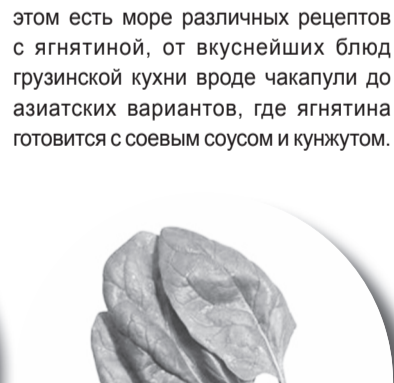 этом есть море различных рецептов
с ягнятиной, от вкуснейших блюд
грузинской кухни вроде чакапули до
азиатских вариантов, где ягнятина
готовится с соевым соусом и кунжутом.